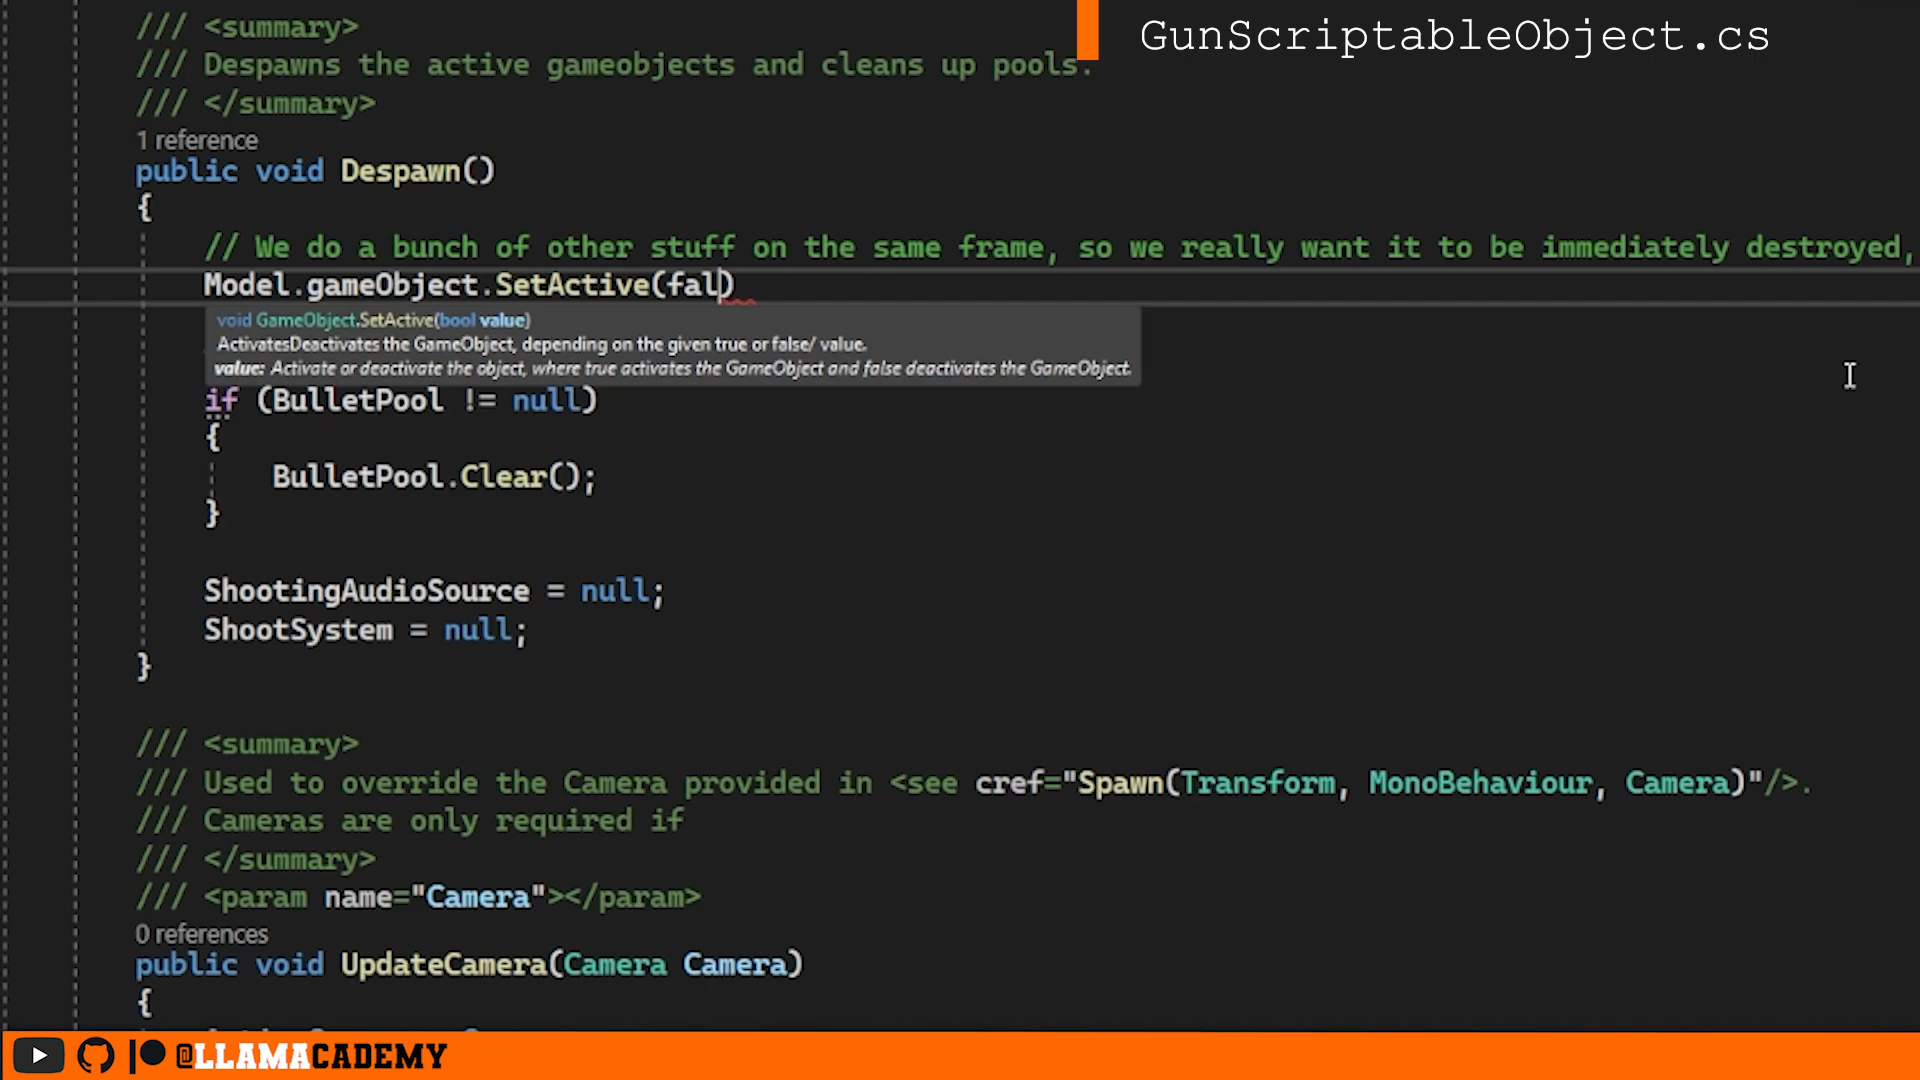 /// <summary>
GunScriptableObject.cs
/// Despawns the active gameobjects and cleans up pools.
/// </summary>
1 reference
public void Despawn()
{
// We do a bunch of other stuff on the same frame, so we really want it to be immediately destroyed,
Model.gameObject.SetActive(fal)
void GameObject.SetActive(bool value)
ActivatesDeactivates the GameObject, depending on the given true or false/ value.
value: Activate or deactivate the object, where true activates the GameObject and false deactivates the GameObject.
if (BulletPool != null)
{
BulletPool.Clear();
}
ShootingAudioSource = null;
ShootSystem = null;
}
/// <summary>
/// Used to override the Camera provided in <see cref="Spawn(Transform, MonoBehaviour, Camera)"/>.
/// Cameras are only required if
/// </summary>
/// <param name="Camera"></param>
0 references
public void UpdateCamera(Camera Camera)
{
@LLAMACADEMY